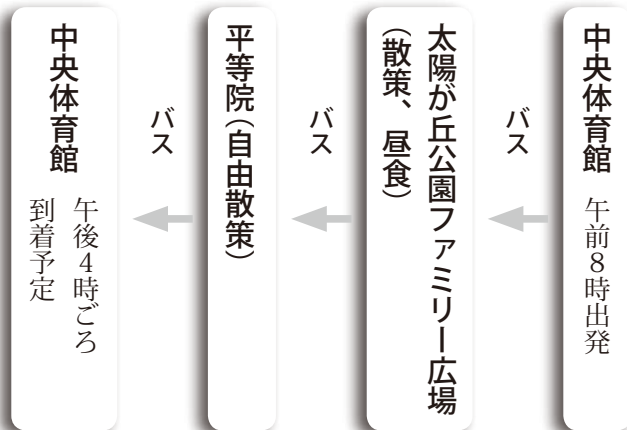 中央体育館 午前8時出発
バス
太陽が丘公園ファミリー広場
(散策、昼食)
バス
平等院(自由散策)
バス
中央体育館 午後4時ごろ
到着予定